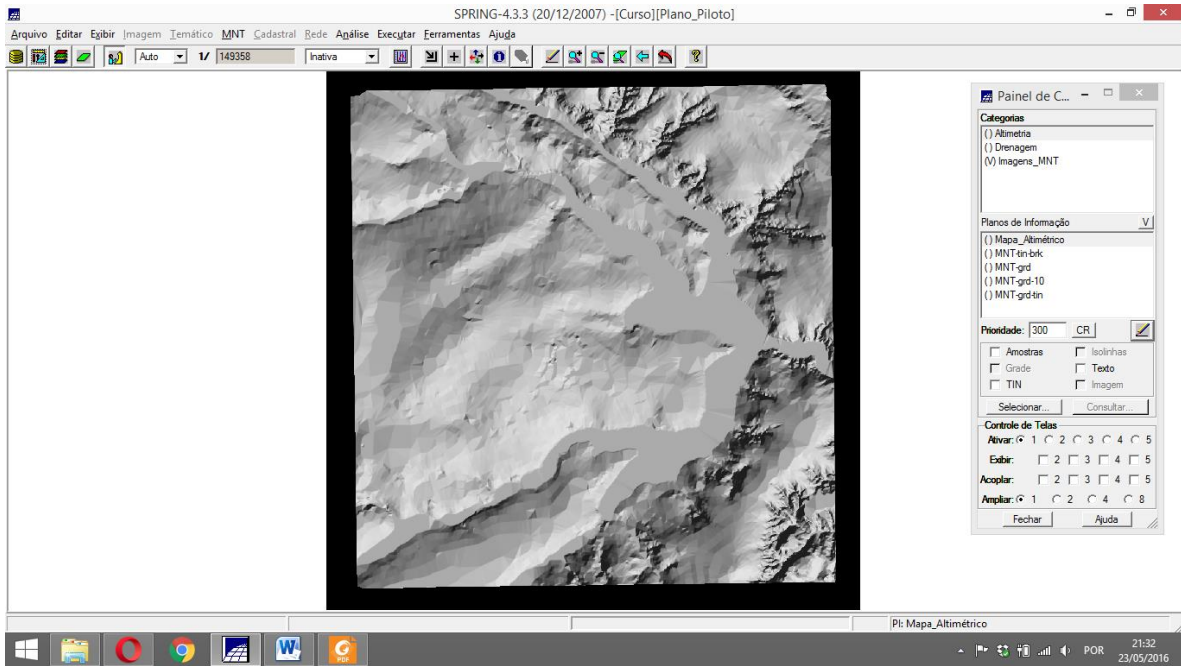 SPRING-4.3.3 (20/12/2007) -[Curso][Plano_Piloto]
Arquivo Editar Exibir Imagem Temático MNT Cadastral Rede Análise Executar Ferramentas Ajuda
Auto 1/ 149358 Inativa
Painel de C...
Categorias
() Altimetria
() Drenagem
(V) Imagens_MNT
Planos de Informação V
() Mapa_Altimétrico
() MNT-tin-brk
() MNT-grd
() MNT-grd-10
() MNT-grd-tin
Prioridade: 300 CR
Amostras Isolinhas
Grade Texto
TIN Imagem
Selecionar... Consultar...
Controle de Telas
Ativar: 1 2 3 4 5
Exibir: 2 3 4 5
Acoplar: 2 3 4 5
Ampliar: 1 2 4 8
Fechar Ajuda
PI: Mapa_Altimétrico
PDF
POR
21:32
23/05/2016